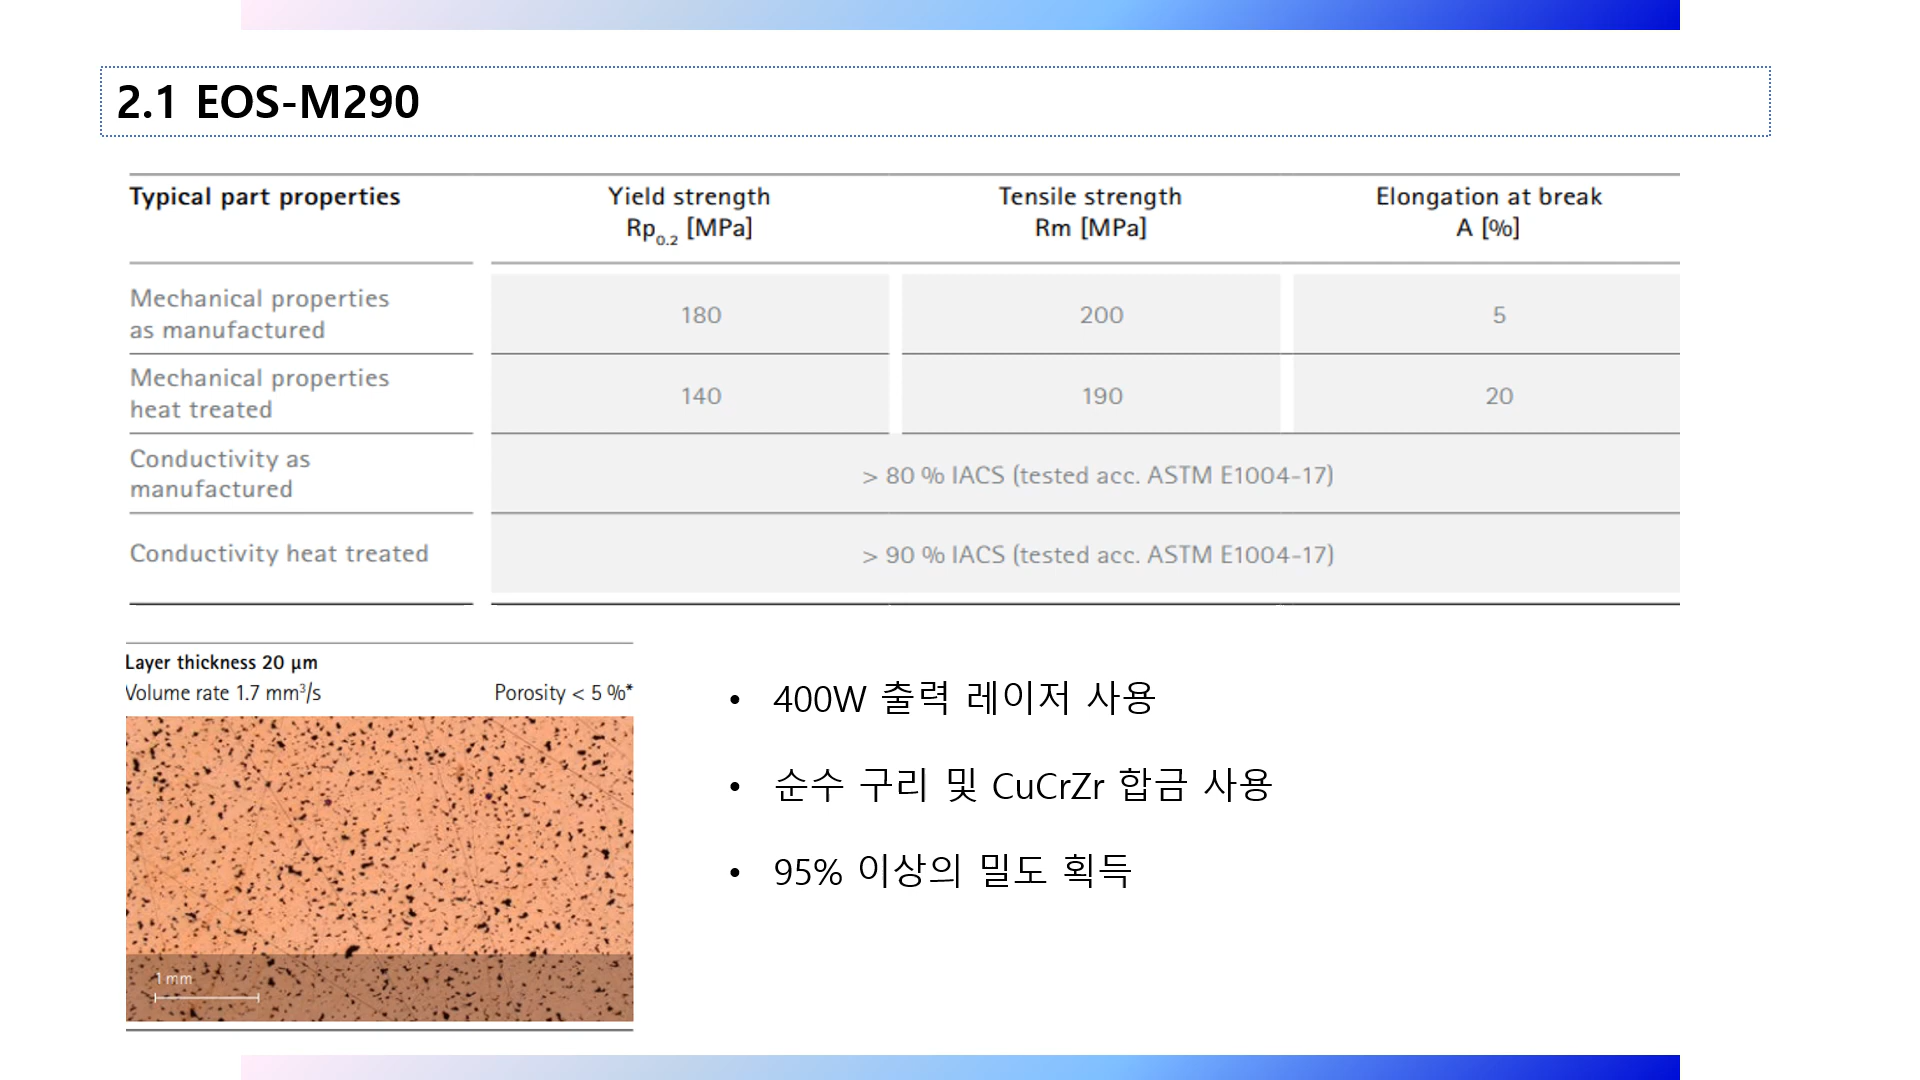 2.1 EOS-M290
Typical part properties
Yield strength
Rp0.2 [MPa]
Tensile strength
Rm [MPa]
Elongation at break
A [%]
Mechanical properties
as manufactured
180
200
5
Mechanical properties
heat treated
140
190
20
Conductivity as
manufactured
> 80 % IACS (tested acc. ASTM E1004-17)
Conductivity heat treated
> 90 % IACS (tested acc. ASTM E1004-17)
Layer thickness 20 µm
Volume rate 1.7 mm³/s
Porosity < 5 %*
1 mm
• 400W 출력 레이저 사용
• 순수 구리 및 CuCrZr 합금 사용
• 95% 이상의 밀도 획득